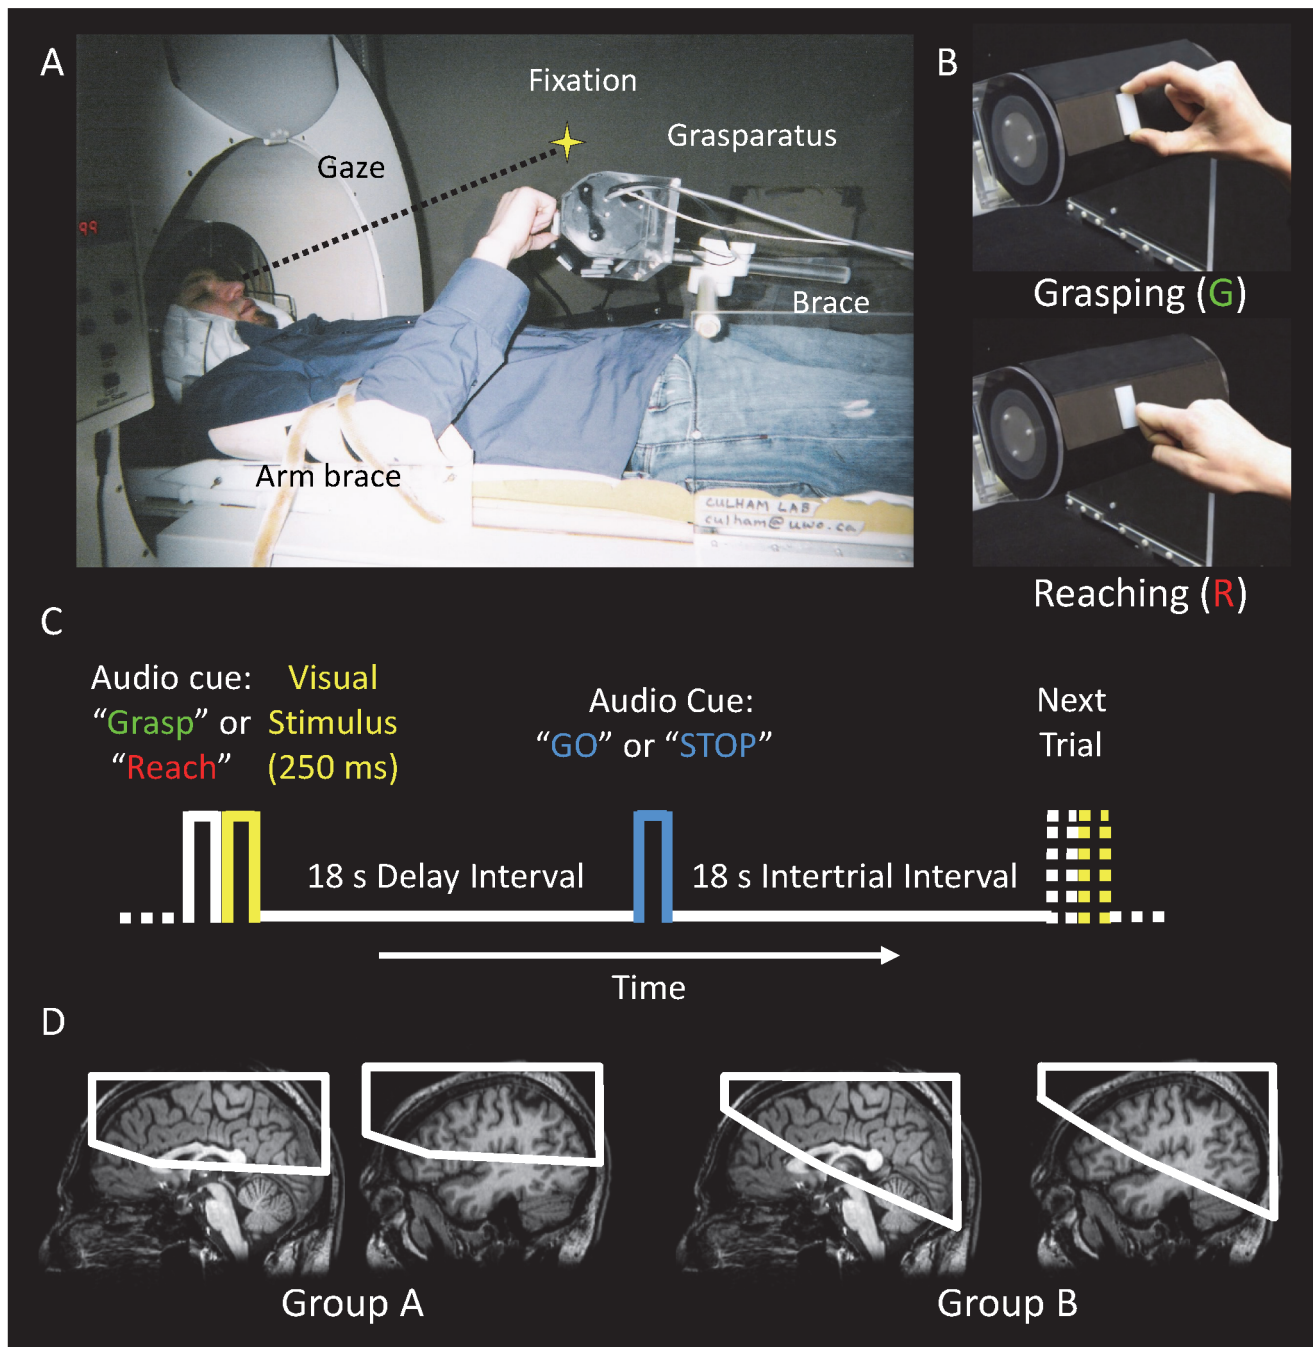 A
Fixation
Grasparatus
Gaze
99
Brace
Arm brace
CULHAM LAB
culham@uwo.ca
B
Grasping (G)
Reaching (R)
C
Audio cue:
“Grasp” or
“Reach”
Visual
Stimulus
(250 ms)
Audio Cue:
“GO” or “STOP”
Next
Trial
18 s Delay Interval
18 s Intertrial Interval
Time
D
Group A
Group B